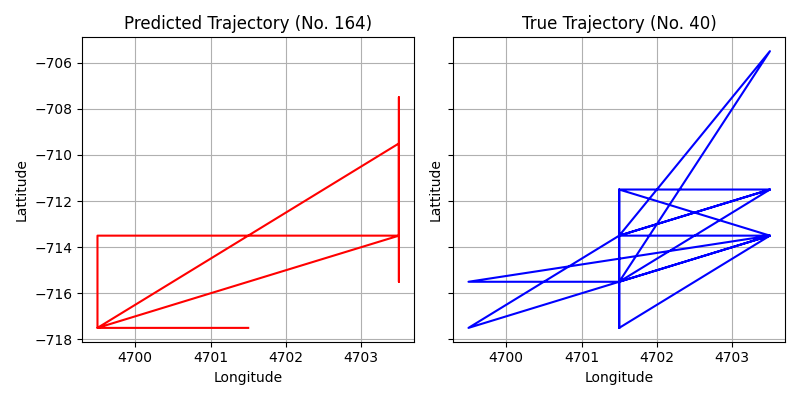 Predicted Trajectory (No. 164)
True Trajectory (No. 40)
−706
−708
−710
−712
−714
−716
−718
Lattitude
Lattitude
4700 4701 4702 4703
4700 4701 4702 4703
Longitude
Longitude